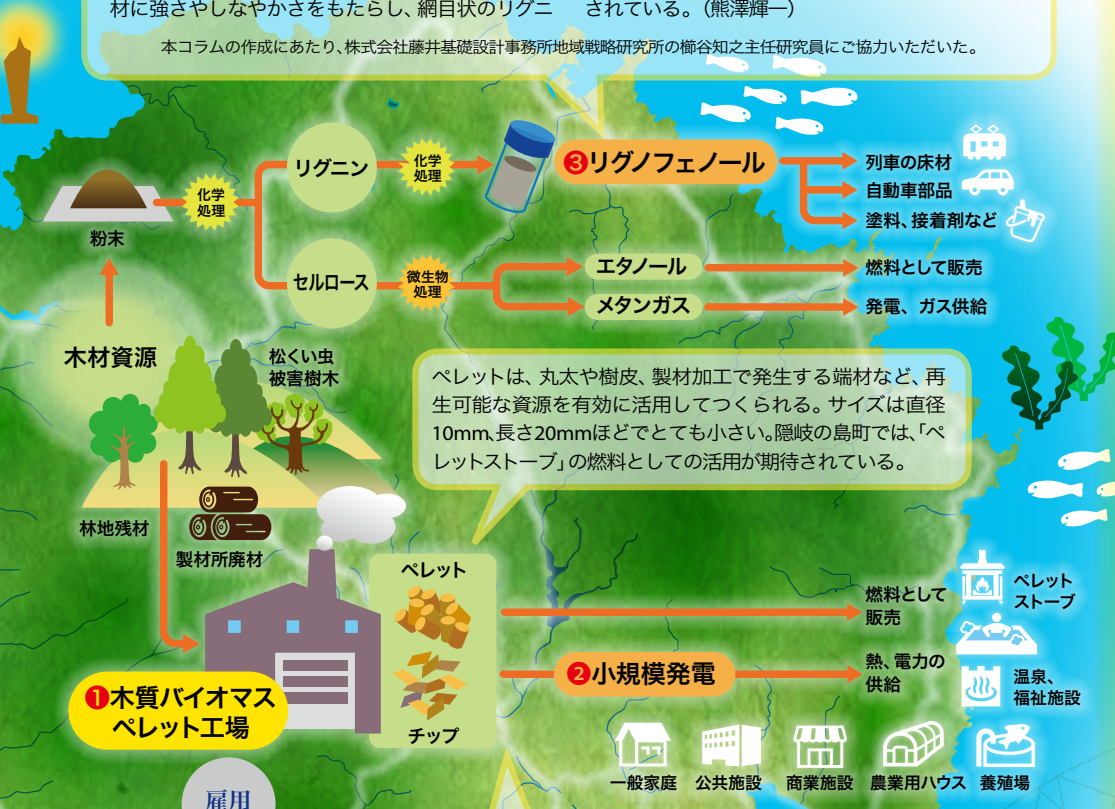 材に強さやしなやかさをもたらし、網目状のリグニ
されている。（熊澤輝一）
本コラムの作成にあたり、株式会社藤井基礎設計事務所地域戦略研究所の櫛谷知之主任研究員にご協力いただいた。
粉末
化学
処理
リグニン
化学
処理
❸リグノフェノール
列車の床材
自動車部品
塗料、接着剤など
セルロース
微生物
処理
エタノール
メタンガス
燃料として販売
発電、ガス供給
木材資源
松くい虫
被害樹木
林地残材
製材所廃材
ペレットは、丸太や樹皮、製材加工で発生する端材など、再
生可能な資源を有効に活用してつくられる。サイズは直径
10mm、長さ20mmほどでとても小さい。隠岐の島町では、「ペ
レットストーブ」の燃料としての活用が期待されている。
❶木質バイオマス
ペレット工場
ペレット
チップ
燃料として
販売
ペレット
ストーブ
❷小規模発電
熱、電力の
供給
温泉、
福祉施設
一般家庭
公共施設
商業施設
農業用ハウス
養殖場
雇用